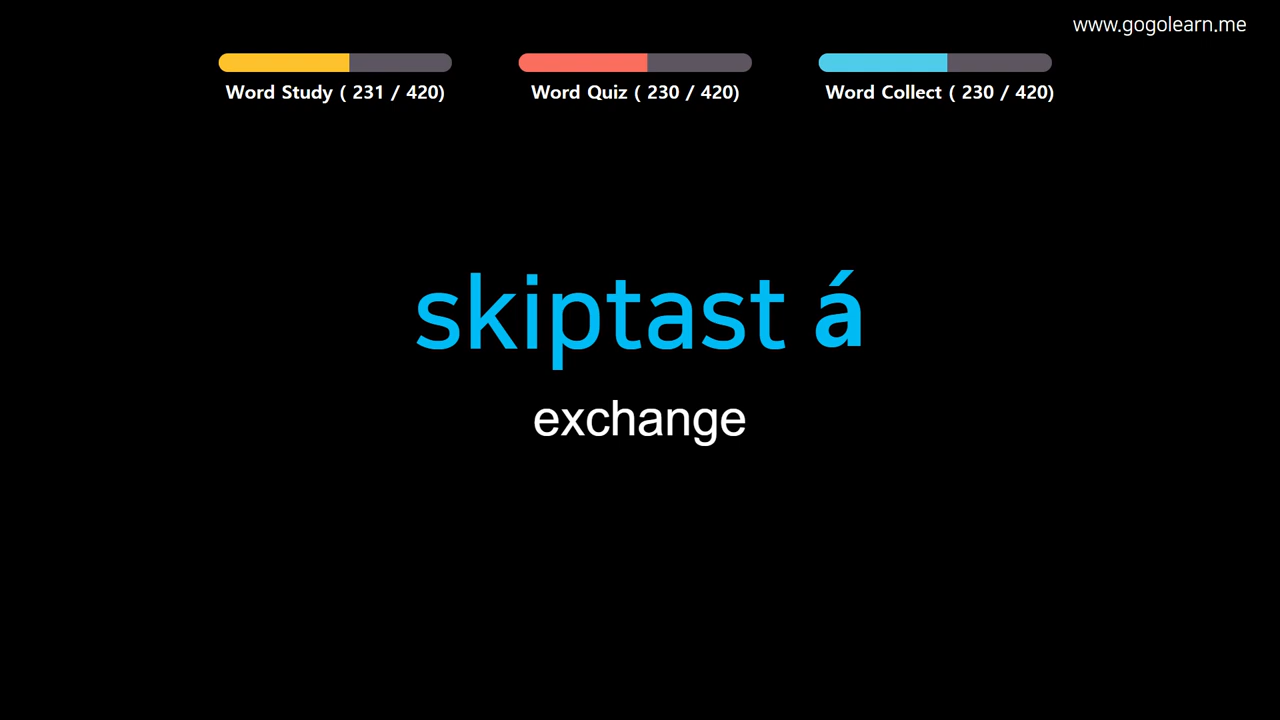 www.gogolearn.me
Word Study ( 231 / 420)
Word Quiz ( 230 / 420)
Word Collect ( 230 / 420)
skiptast á
exchange